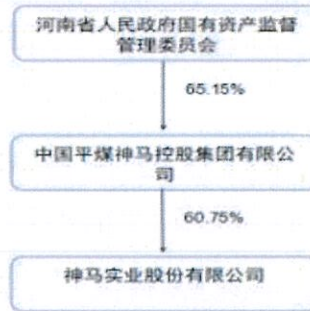 河南省人民政府国有资产监督
管理委员会
65.15%
中国平煤神马控股集团有限公
司
60.75%
神马实业股份有限公司